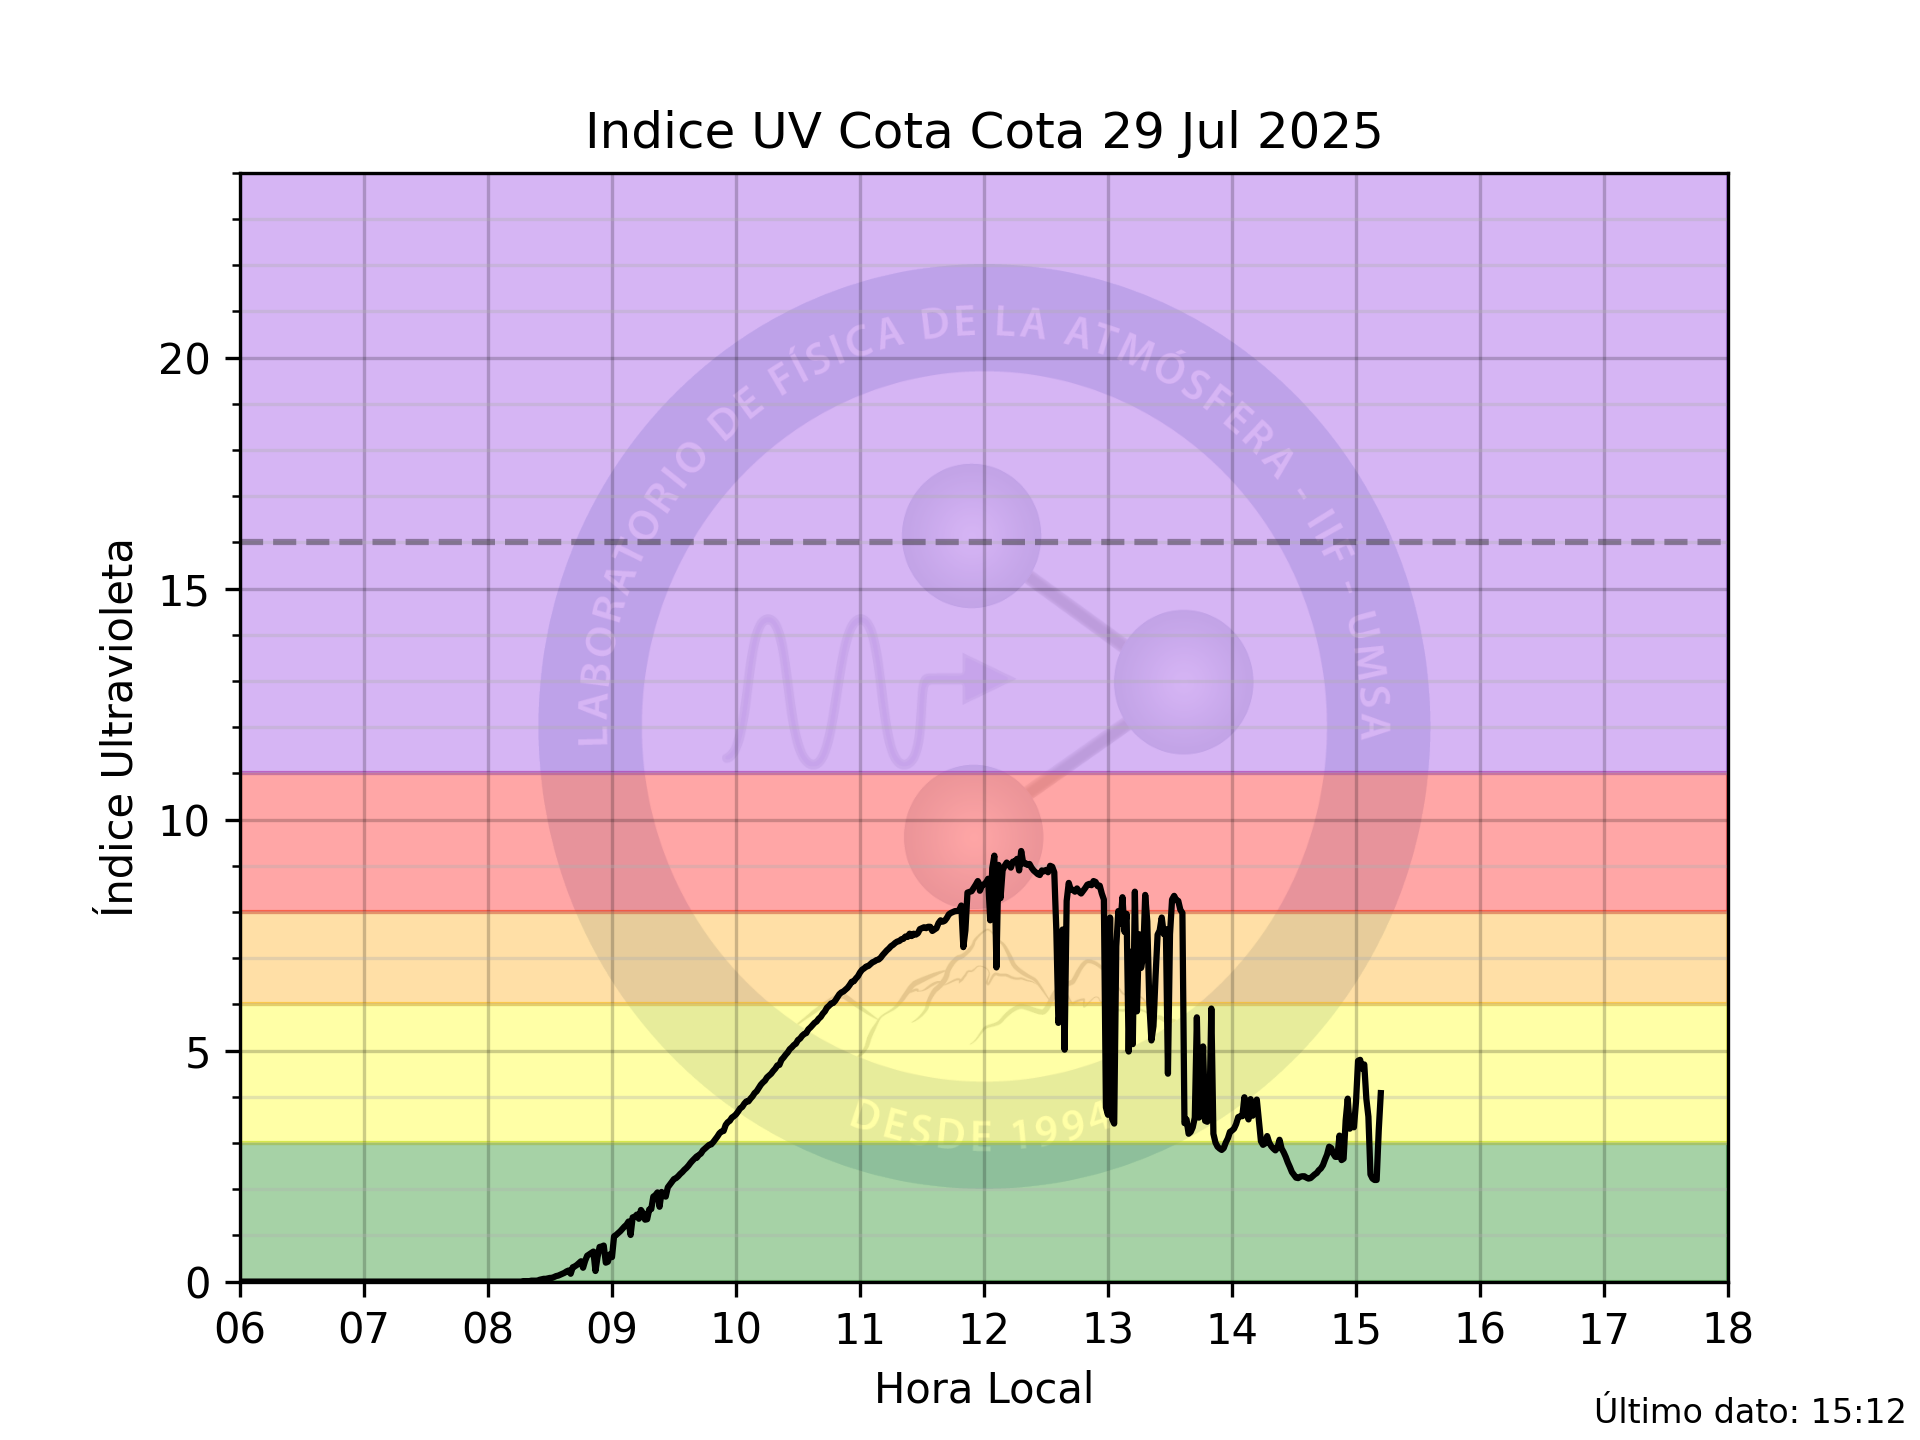 Indice UV Cota Cota 29 Jul 2025
LABORATORIO DE FÍSICA DE LA ATMÓSFERA - IIF - UMSA
DESDE 1994
Índice Ultravioleta
20
15
10
5
0
06 07 08 09 10 11 12 13 14 15 16 17 18
Hora Local
Último dato: 15:12